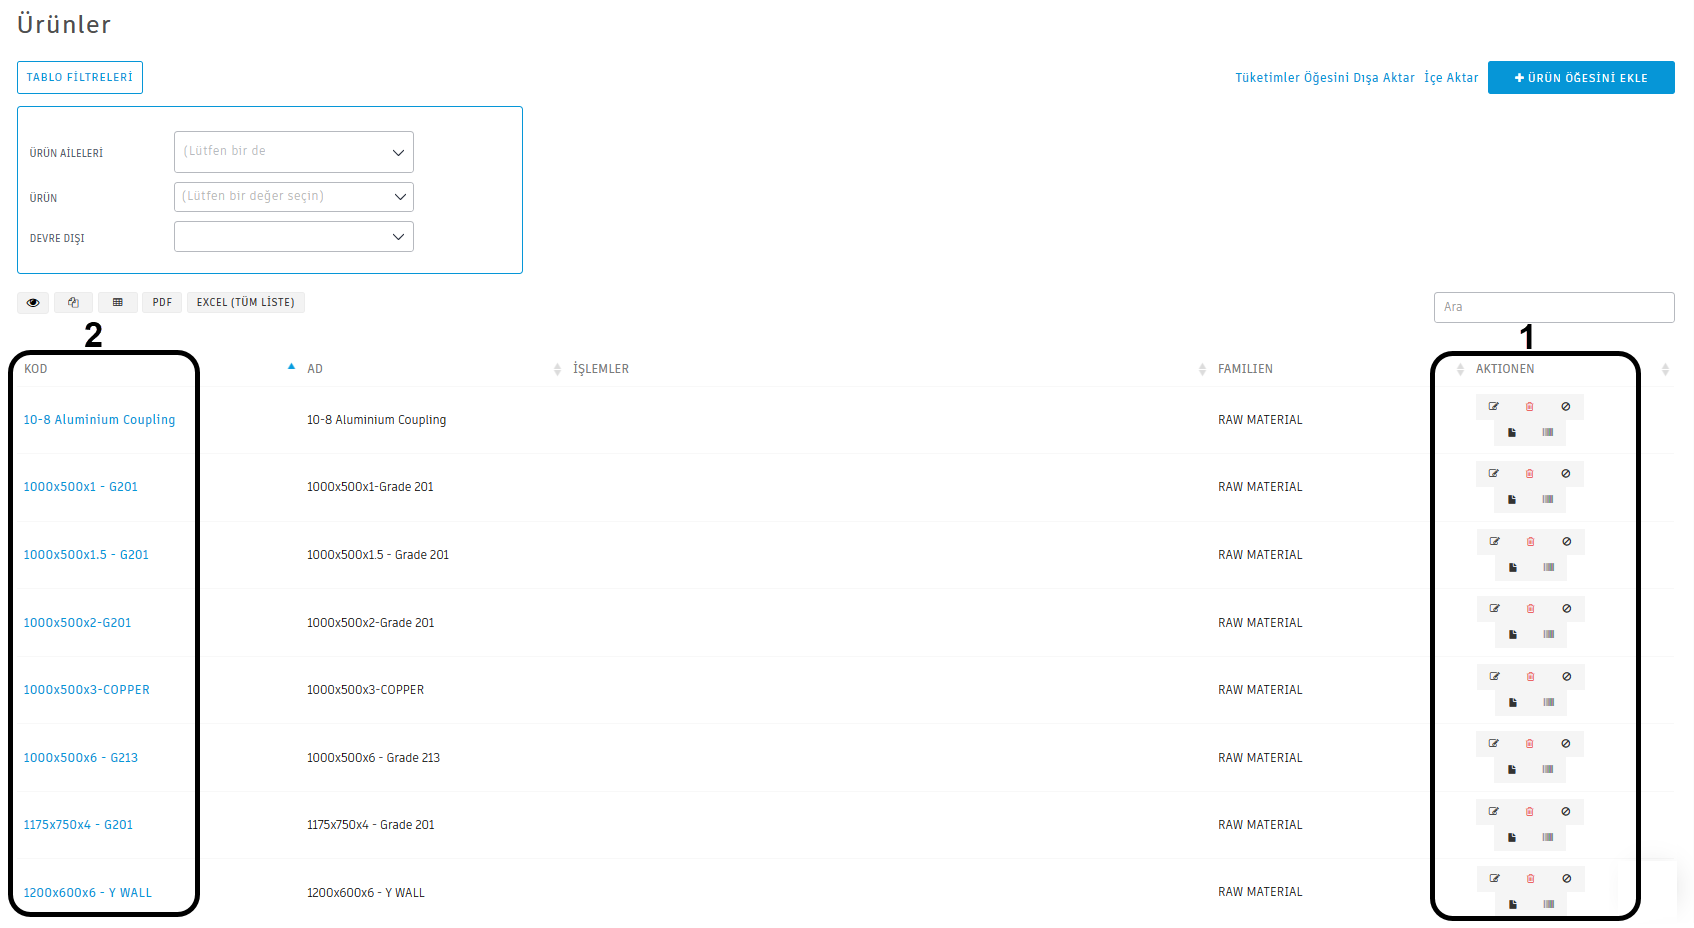 Ürünler
TABLO FİLTRELERİ
Tüketimler Öğesini Dışa Aktar İçe Aktar ÜRÜN ÖĞESİNİ EKLE
ÜRÜN AİLELERİ (Lütfen bir de
ÜRÜN (Lütfen bir değer seçin)
DEVRE DIŞI
PDF EXCEL (TÜM LİSTE) Ara
2 1
KOD AD İŞLEMLER FAMILIEN AKTIONEN
10-8 Aluminium Coupling 10-8 Aluminium Coupling RAW MATERIAL
1000x500x1 - G201 1000x500x1-Grade 201 RAW MATERIAL
1000x500x1.5 - G201 1000x500x1.5 - Grade 201 RAW MATERIAL
1000x500x2-G201 1000x500x2-Grade 201 RAW MATERIAL
1000x500x3-COPPER 1000x500x3-COPPER RAW MATERIAL
1000x500x6 - G213 1000x500x6 - Grade 213 RAW MATERIAL
1175x750x4 - G201 1175x750x4 - Grade 201 RAW MATERIAL
1200x600x6 - Y WALL 1200x600x6 - Y WALL RAW MATERIAL